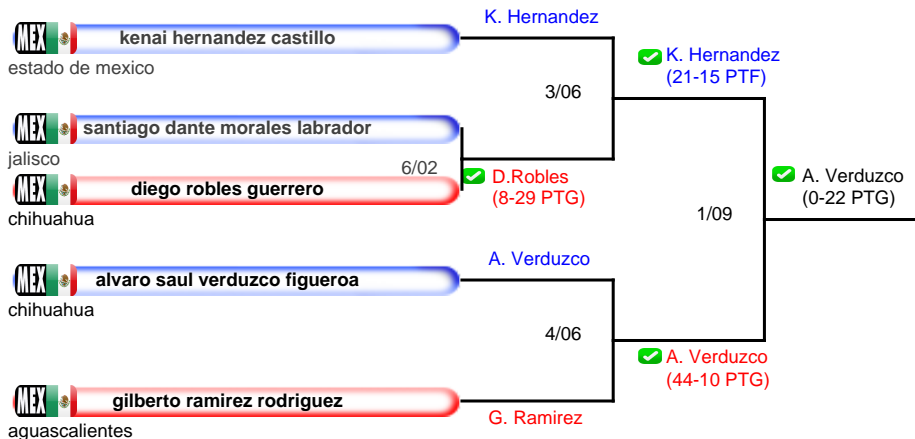 K. Hernandez
MEX kenai hernandez castillo
estado de mexico
K. Hernandez
(21-15 PTF)
3/06
MEX santiago dante morales labrador
jalisco
6/02
D.Robles
(8-29 PTG)
MEX diego robles guerrero
chihuahua
A. Verduzco
(0-22 PTG)
1/09
A. Verduzco
MEX alvaro saul verduzco figueroa
chihuahua
4/06
A. Verduzco
(44-10 PTG)
MEX gilberto ramirez rodriguez
G. Ramirez
aguascalientes